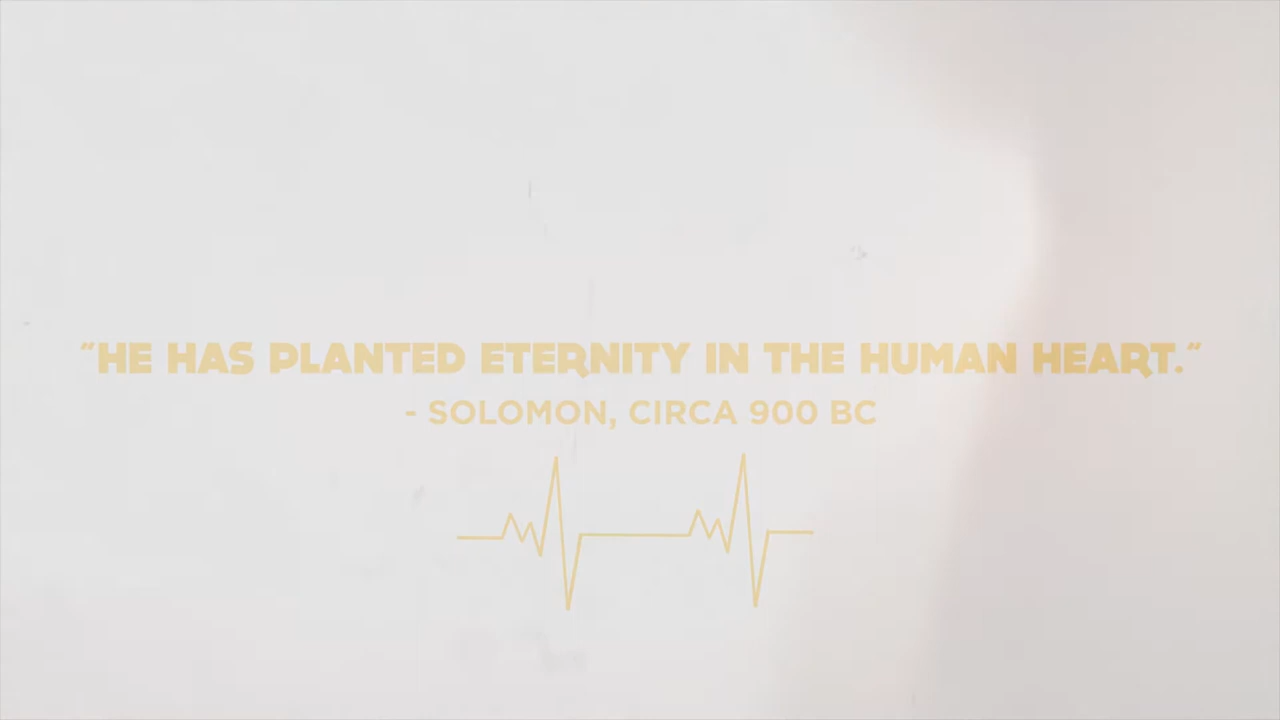 "HE HAS PLANTED ETERNITY IN THE HUMAN HEART."
- SOLOMON, CIRCA 900 BC